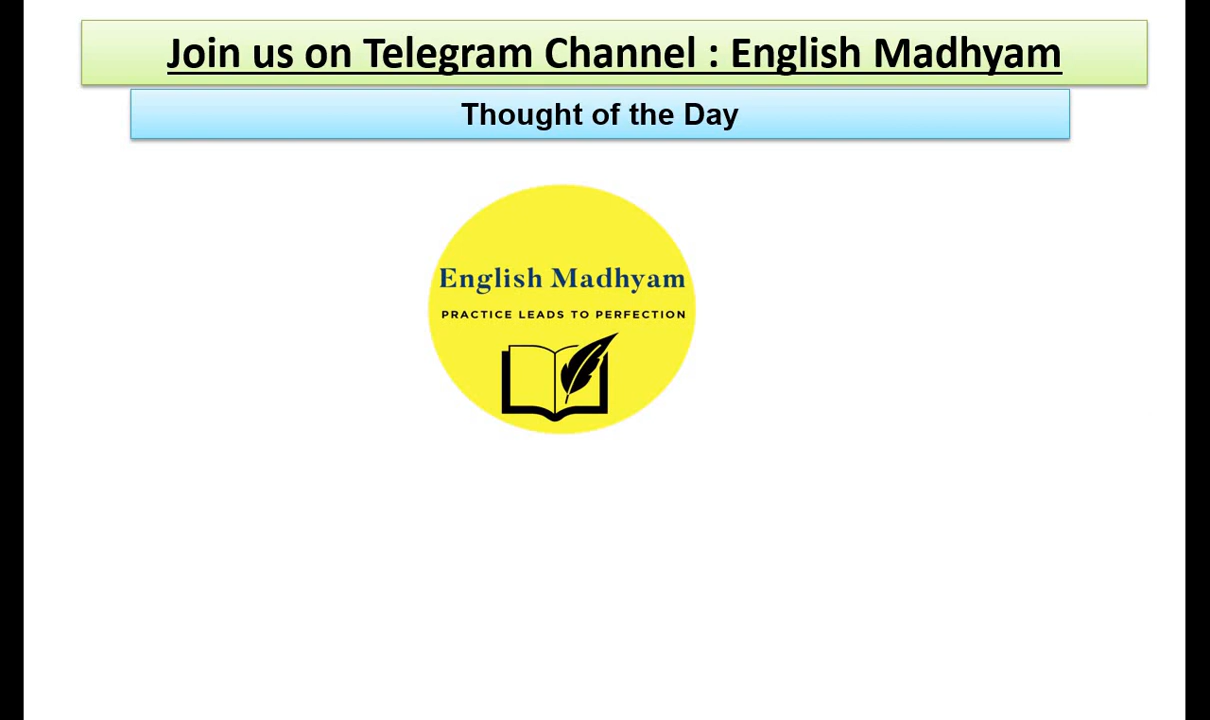 Join us on Telegram Channel : English Madhyam
Thought of the Day
English Madhyam
PRACTICE LEADS TO PERFECTION